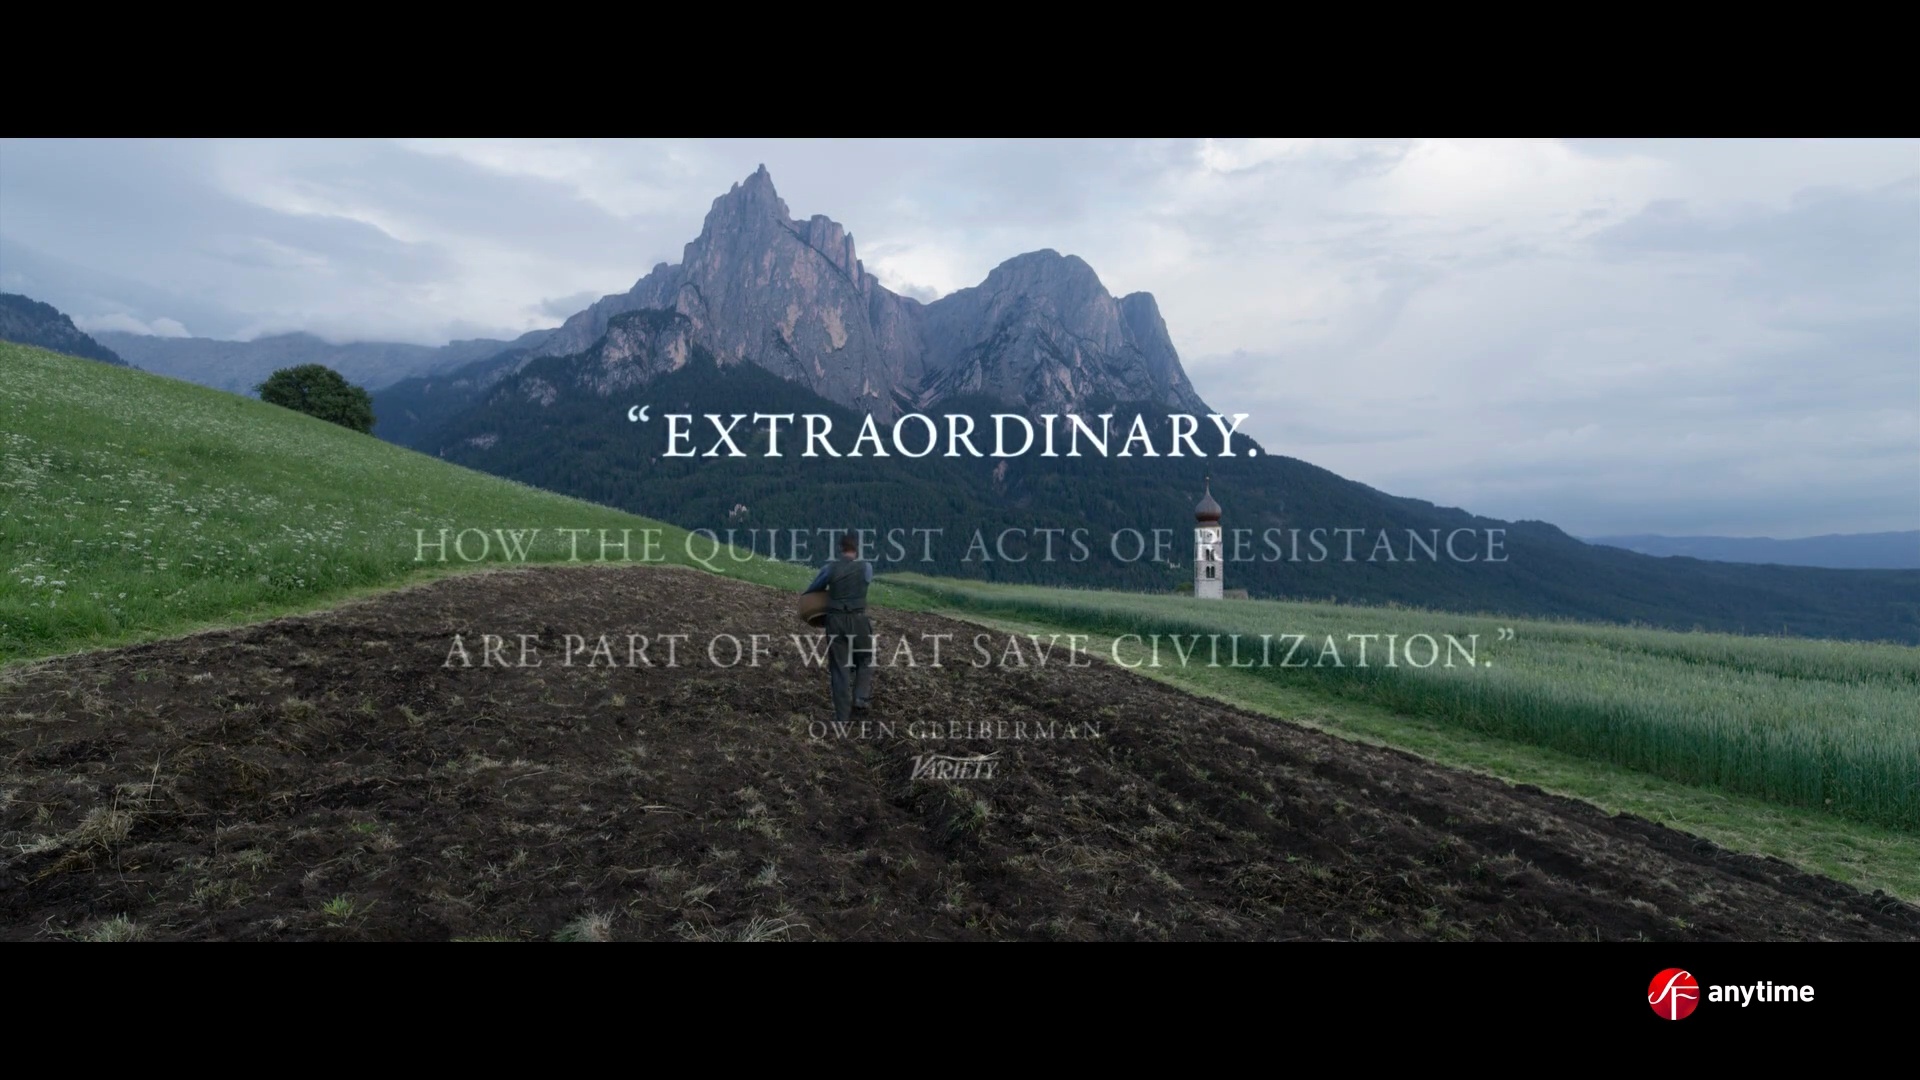 “EXTRAORDINARY.
HOW THE QUIETEST ACTS OF RESISTANCE
ARE PART OF WHAT SAVE CIVILIZATION.”
OWEN GLEIBERMAN
VARIETY
SF anytime